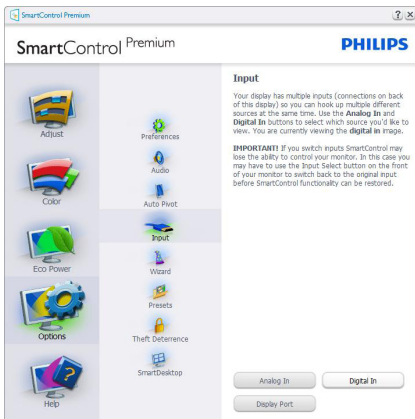 SmartControl Premium
SmartControl Premium
PHILIPS
Adjust
Color
Eco Power
Options
Help
Preferences
Audio
Auto Pivot
Input
Wizard
Presets
Theft Deterrence
SmartDesktop
Input
Your display has multiple inputs (connections on back
of this display) so you can hook up multiple different
sources at the same time. Use the Analog In and
Digital In buttons to select which source you'd like to
view. You are currently viewing the digital in image.
IMPORTANT! If you switch inputs SmartControl may
lose the ability to control your monitor. In this case you
may have to use the Input Select button on the front
of your monitor to switch back to the original input
before SmartControl functionality can be restored.
Analog In
Digital In
Display Port